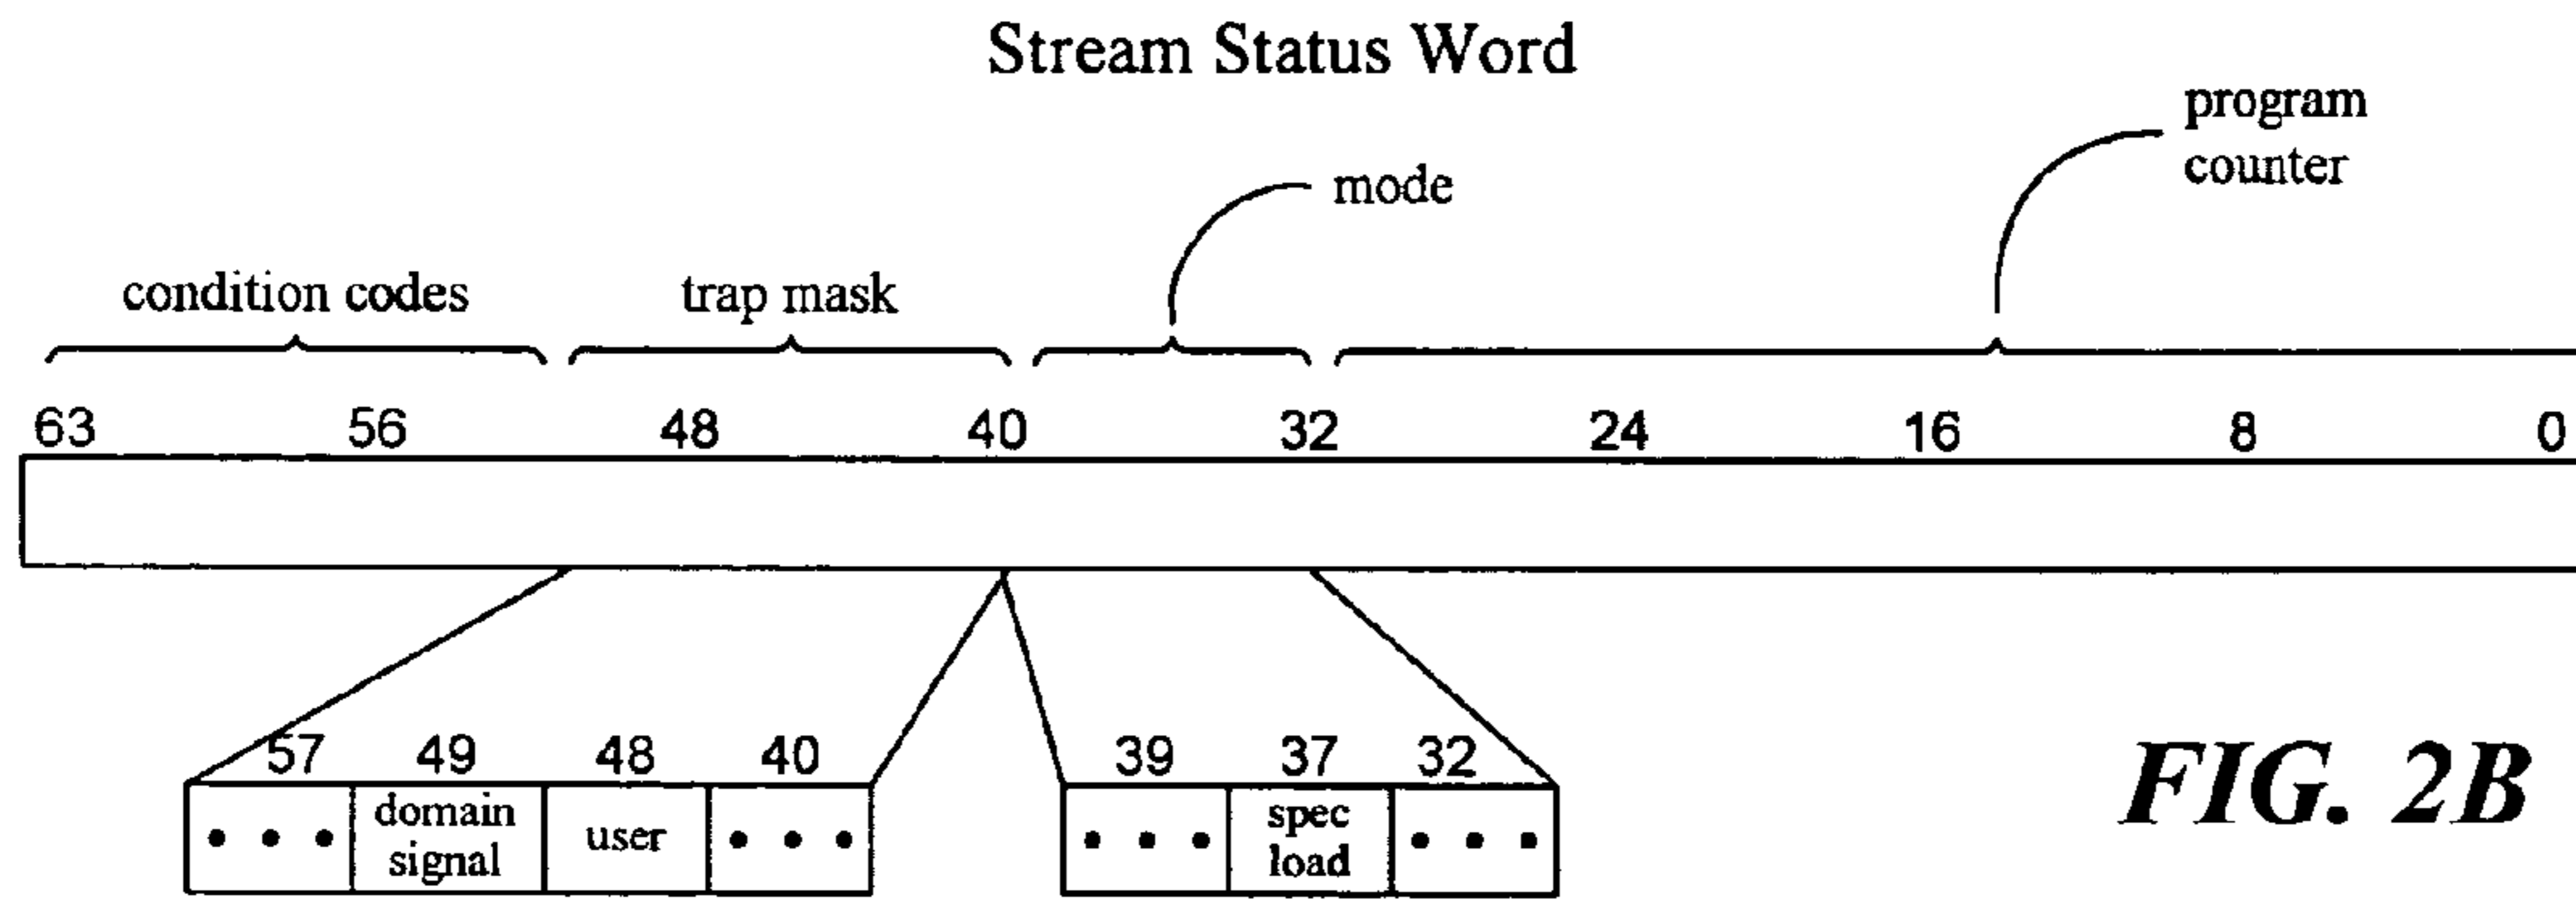 Stream Status Word
program
counter
mode
condition codes
trap mask
63 56 48 40 32 24 16 8 0
57 49 48 40
39 37 32
domain
signal
user
spec
load
FIG. 2B